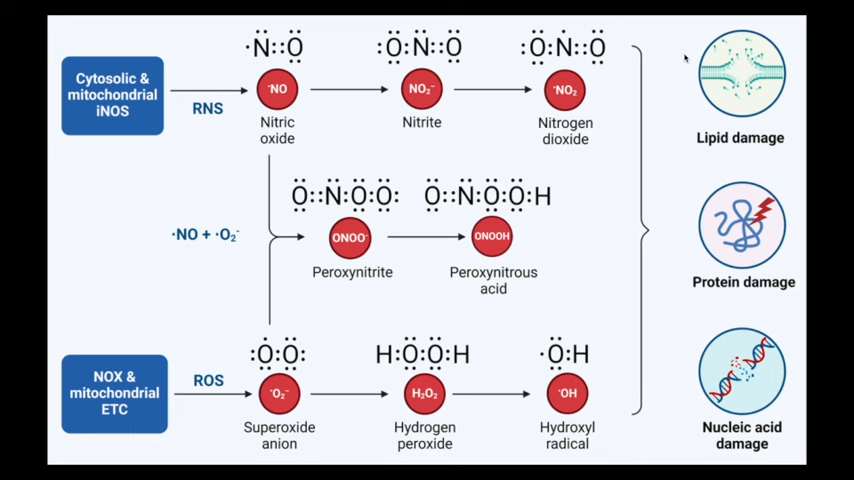 ·N::O
:O:N::O
:O:N::O
Cytosolic &
mitochondrial
iNOS
RNS
·NO
NO₂⁻
·NO₂
Nitric
oxide
Nitrite
Nitrogen
dioxide
Lipid damage
O::N:O:O:
O::N:O:O:H
·NO + ·O₂⁻
ONOO⁻
ONOOH
Peroxynitrite
Peroxynitrous
acid
Protein damage
:O:O:
H:O:O:H
·O:H
NOX &
mitochondrial
ETC
ROS
·O₂⁻
H₂O₂
·OH
Superoxide
anion
Hydrogen
peroxide
Hydroxyl
radical
Nucleic acid
damage